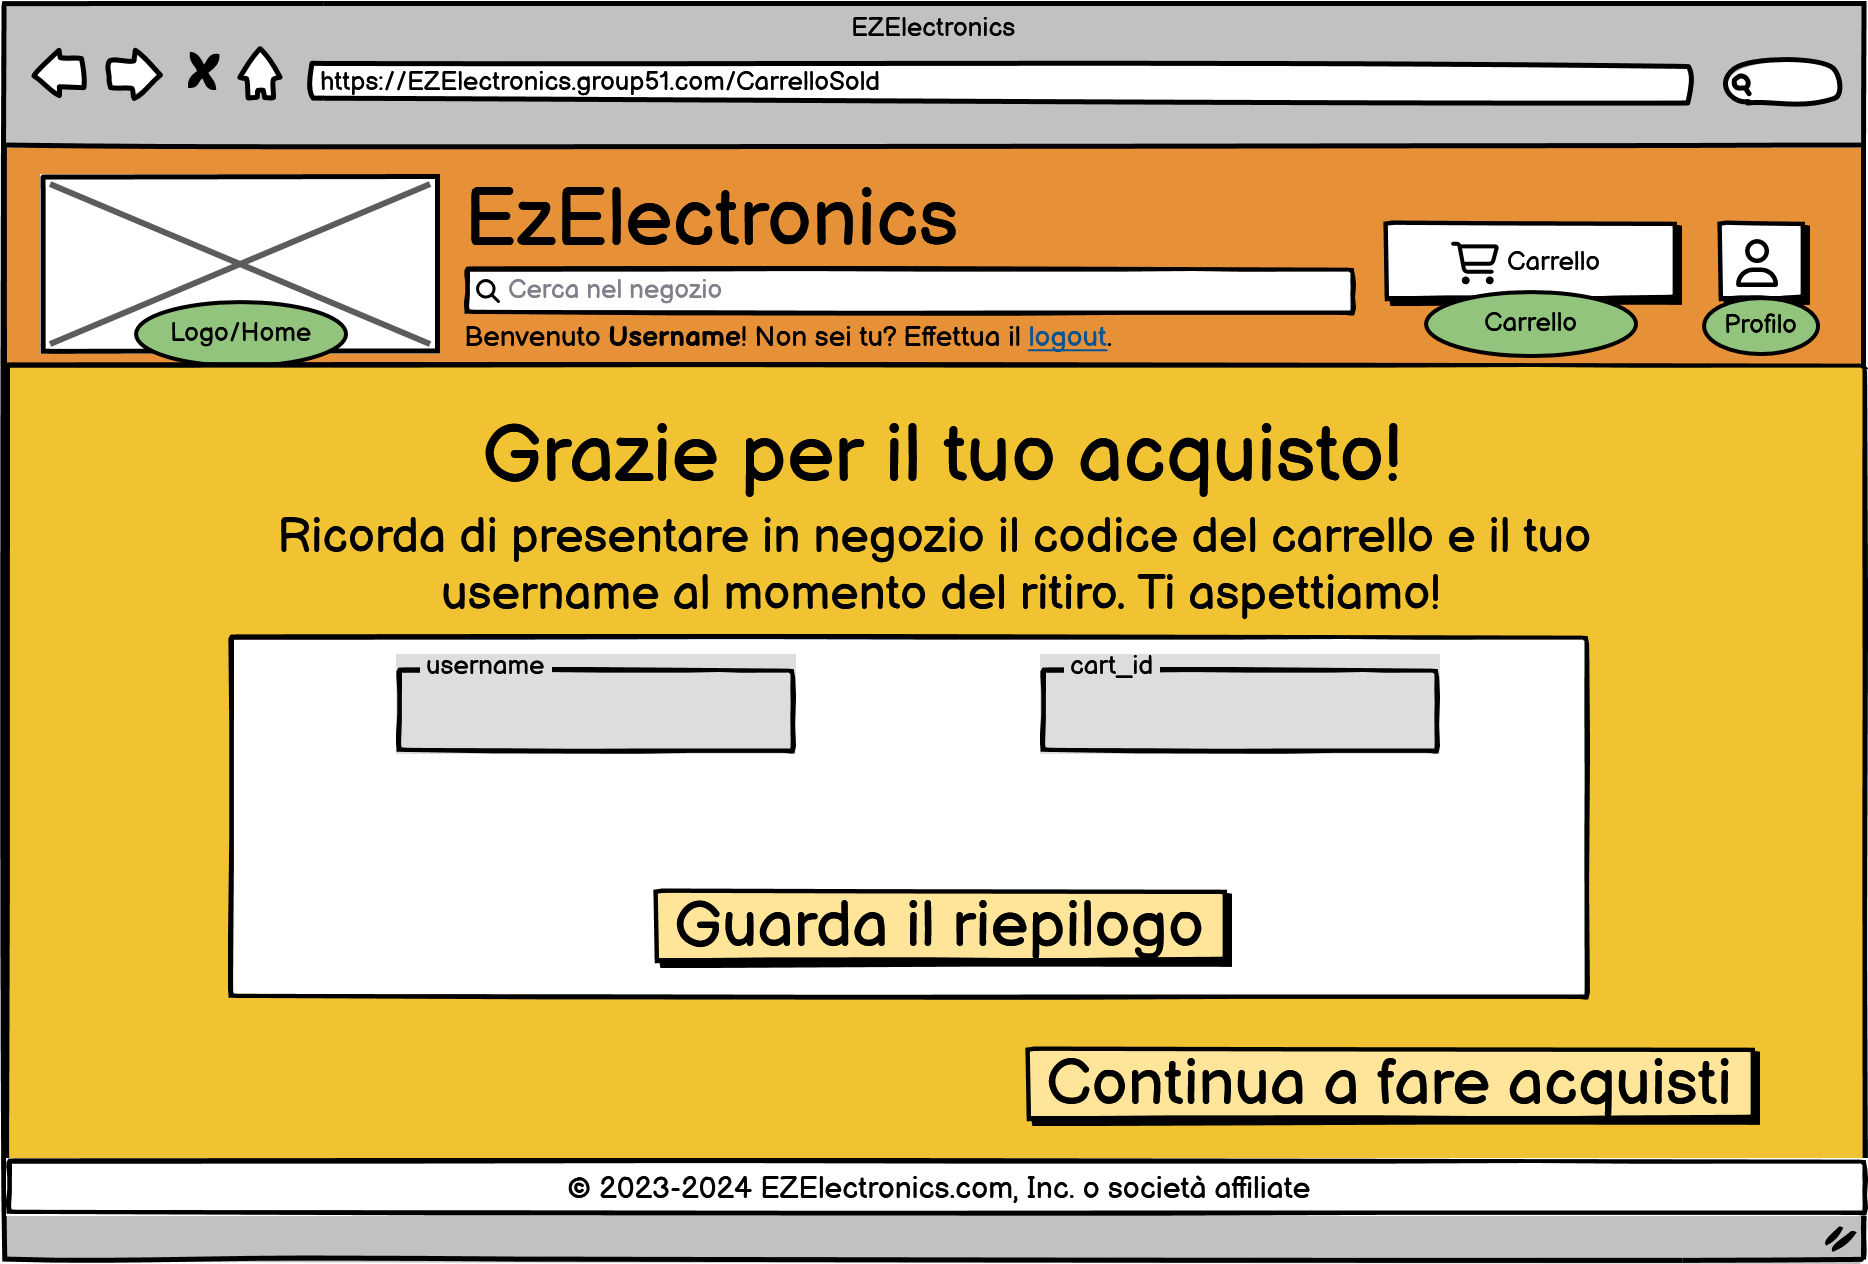 EZElectronics
https://EZElectronics.group51.com/CarrelloSold
EzElectronics
Cerca nel negozio
Benvenuto Username! Non sei tu? Effettua il logout.
Logo/Home
Carrello
Carrello
Profilo
Grazie per il tuo acquisto!
Ricorda di presentare in negozio il codice del carrello e il tuo
username al momento del ritiro. Ti aspettiamo!
username
cart_id
Guarda il riepilogo
Continua a fare acquisti
© 2023-2024 EZElectronics.com, Inc. o società affiliate